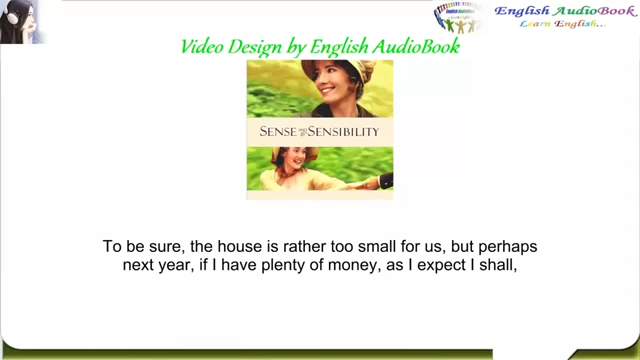 English AudioBook
Learn English...
Video Design by English AudioBook
SENSE AND SENSIBILITY
To be sure, the house is rather too small for us, but perhaps
next year, if I have plenty of money, as I expect I shall,